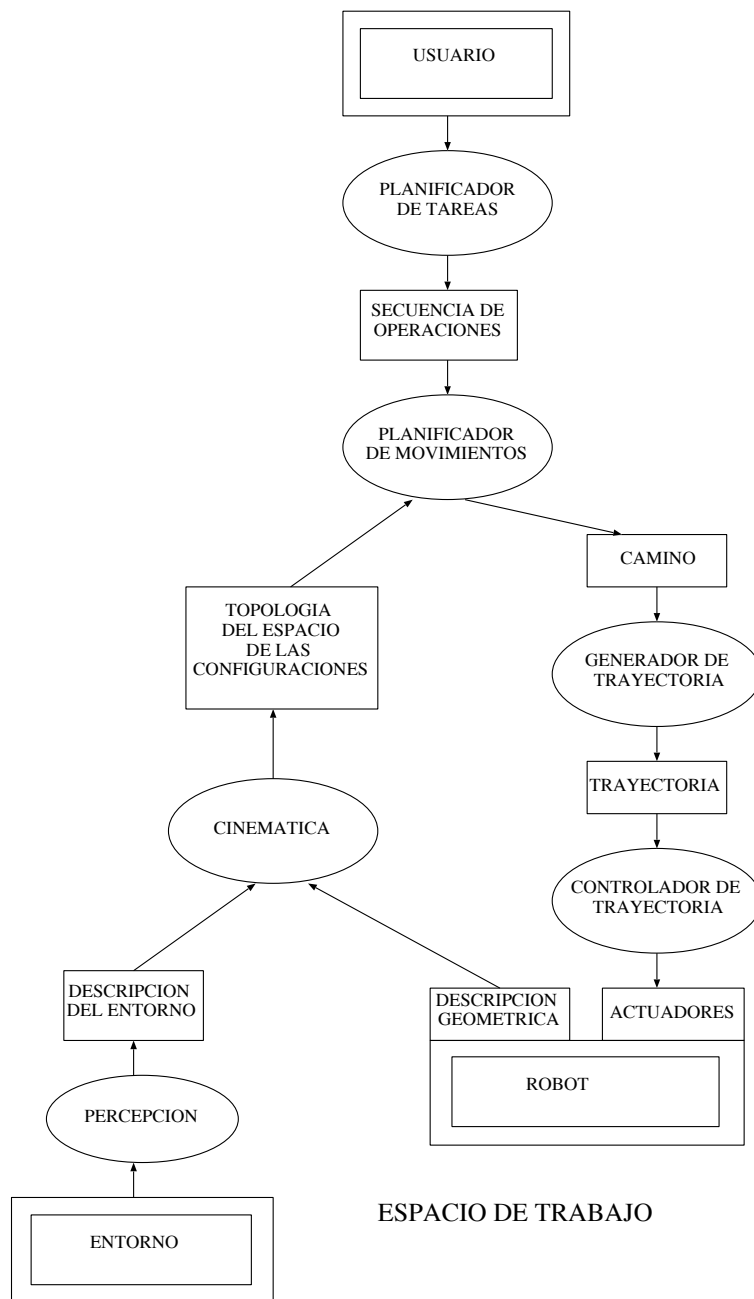 USUARIO
PLANIFICADOR
DE TAREAS
SECUENCIA DE
OPERACIONES
PLANIFICADOR
DE MOVIMIENTOS
CAMINO
TOPOLOGIA
DEL ESPACIO
DE LAS
CONFIGURACIONES
GENERADOR DE
TRAYECTORIA
TRAYECTORIA
CINEMATICA
CONTROLADOR DE
TRAYECTORIA
DESCRIPCION
DEL ENTORNO
DESCRIPCION
GEOMETRICA
ACTUADORES
ROBOT
PERCEPCION
ESPACIO DE TRABAJO
ENTORNO